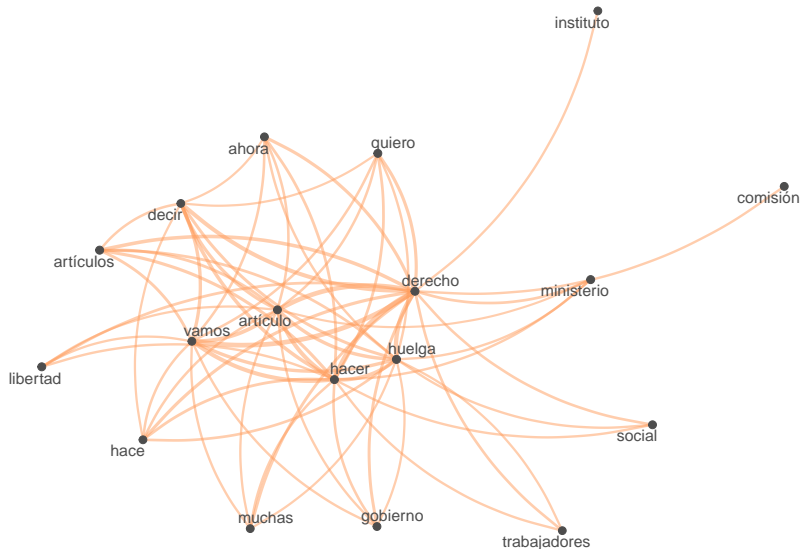 instituto
ahora
quiero
comisión
decir
artículos
derecho
ministerio
artículo
vamos
huelga
hacer
libertad
social
hace
muchas
gobierno
trabajadores